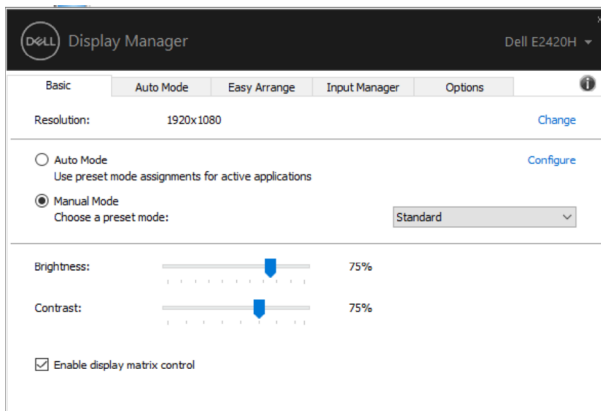 DELL Display Manager Dell E2420H
Basic Auto Mode Easy Arrange Input Manager Options
Resolution: 1920x1080 Change
Auto Mode Configure
Use preset mode assignments for active applications
Manual Mode
Choose a preset mode: Standard
Brightness: 75%
Contrast: 75%
Enable display matrix control